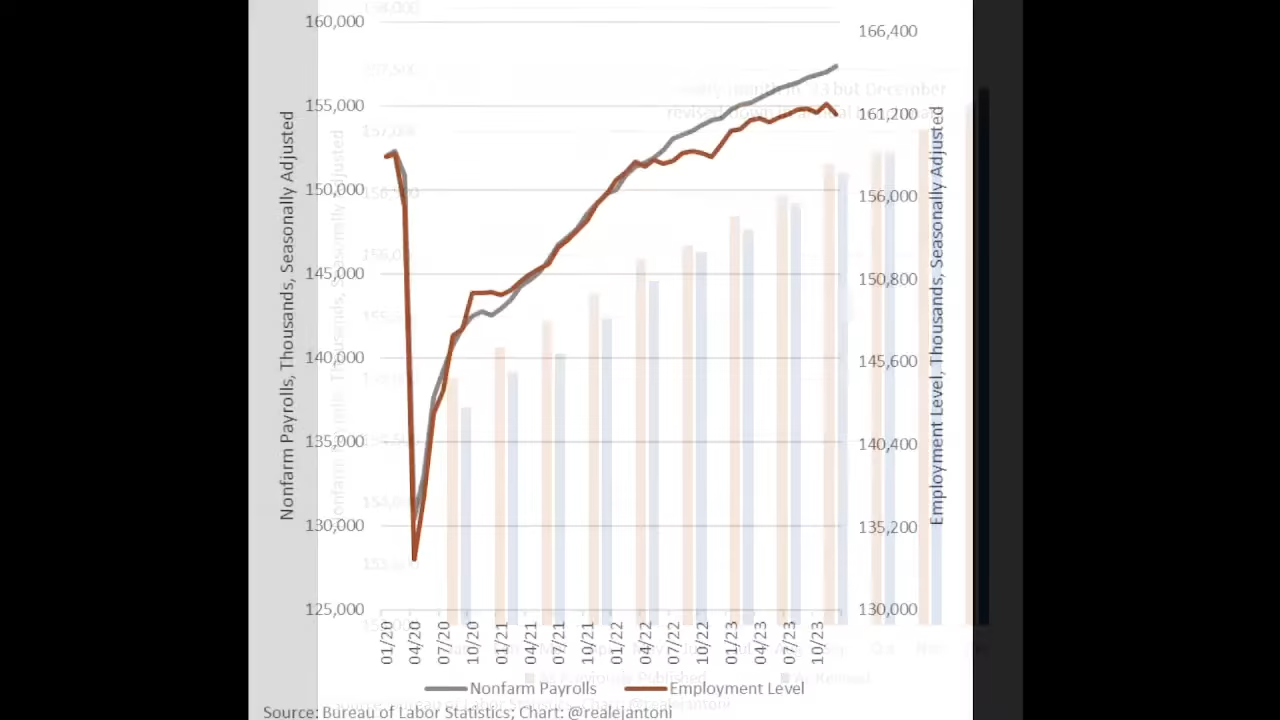 160,000
155,000
150,000
145,000
140,000
135,000
130,000
125,000
Nonfarm Payrolls, Thousands, Seasonally Adjusted
166,400
161,200
156,000
150,800
145,600
140,400
135,200
130,000
Employment Level, Thousands, Seasonally Adjusted
but December
revised down
01/20 04/20 07/20 10/20 01/21 04/21 07/21 10/21 01/22 04/22 07/22 10/22 01/23 04/23 07/23 10/23
Nonfarm Payrolls Employment Level
Source: Bureau of Labor Statistics; Chart: @realejantoni